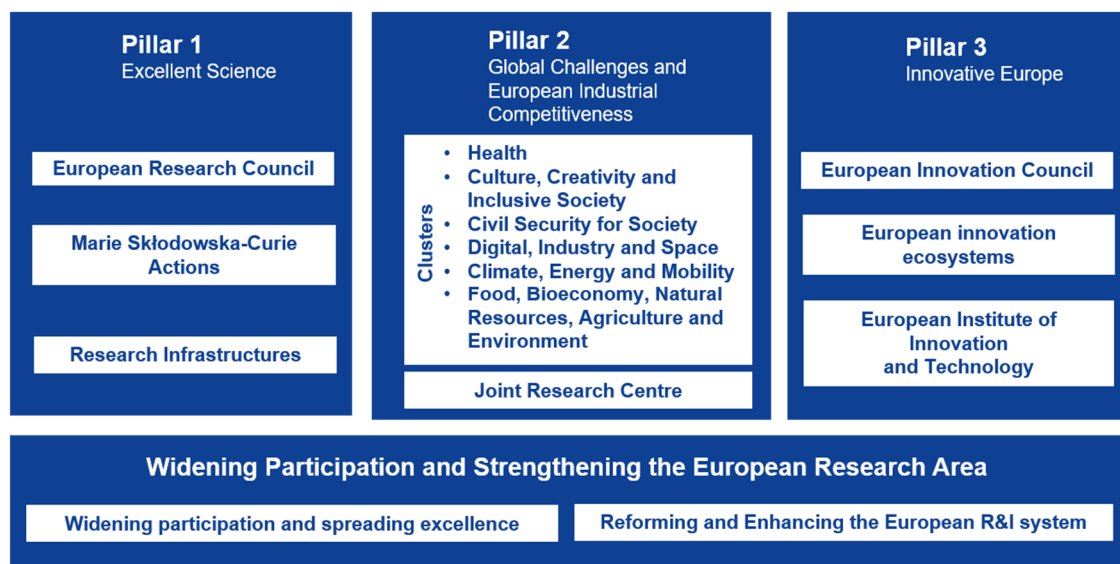 Pillar 1
Excellent Science
European Research Council
Marie Skłodowska-Curie
Actions
Research Infrastructures
Pillar 2
Global Challenges and
European Industrial
Competitiveness
Clusters
• Health
• Culture, Creativity and
Inclusive Society
• Civil Security for Society
• Digital, Industry and Space
• Climate, Energy and Mobility
• Food, Bioeconomy, Natural
Resources, Agriculture and
Environment
Joint Research Centre
Pillar 3
Innovative Europe
European Innovation Council
European innovation
ecosystems
European Institute of
Innovation
and Technology
Widening Participation and Strengthening the European Research Area
Widening participation and spreading excellence
Reforming and Enhancing the European R&I system